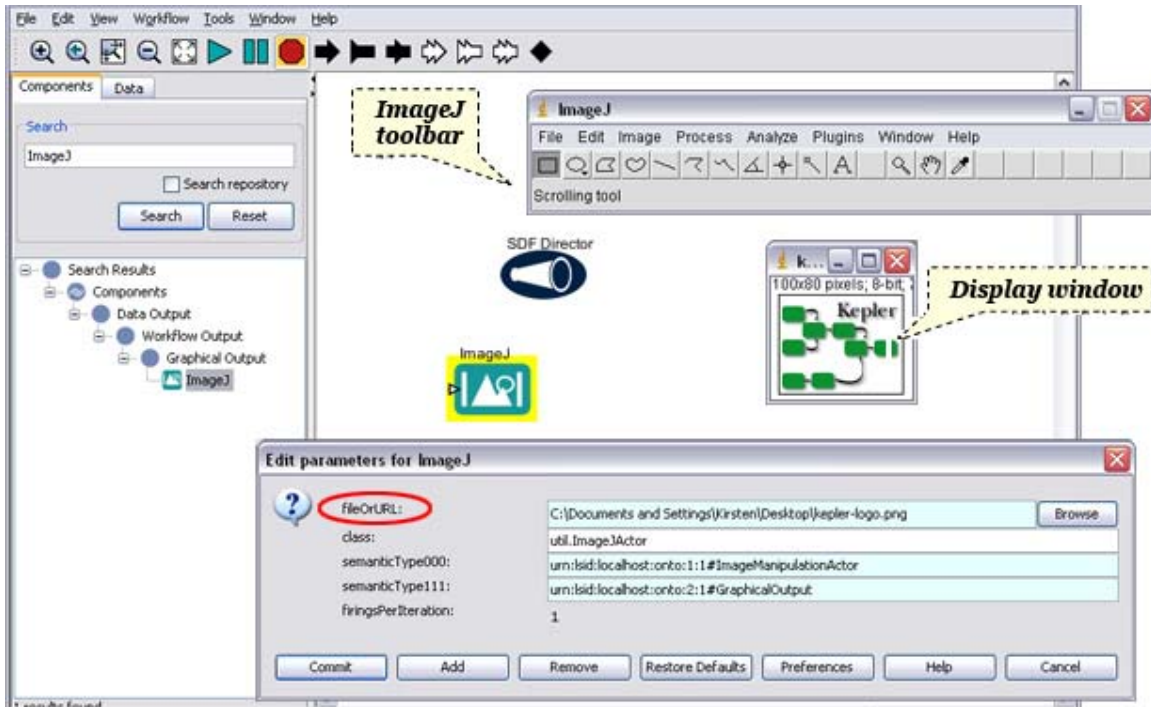 File Edit View Workflow Tools Window Help
Components Data
Search
ImageJ
Search repository
Search Reset
Search Results
Components
Data Output
Workflow Output
Graphical Output
ImageJ
ImageJ
toolbar
ImageJ
File Edit Image Process Analyze Plugins Window Help
A
Scrolling tool
SDF Director
ImageJ
k...
100x80 pixels; 8-bit;
Kepler
Display window
Edit parameters for ImageJ
?
fileOrURL: C:\Documents and Settings\Kirsten\Desktop\kepler-logo.png Browse
class: util.ImageJActor
semanticType000: urn:lsid:localhost:onto:1:1#ImageManipulationActor
semanticType111: urn:lsid:localhost:onto:2:1#GraphicalOutput
firingsPerIteration: 1
Commit Add Remove Restore Defaults Preferences Help Cancel
results found